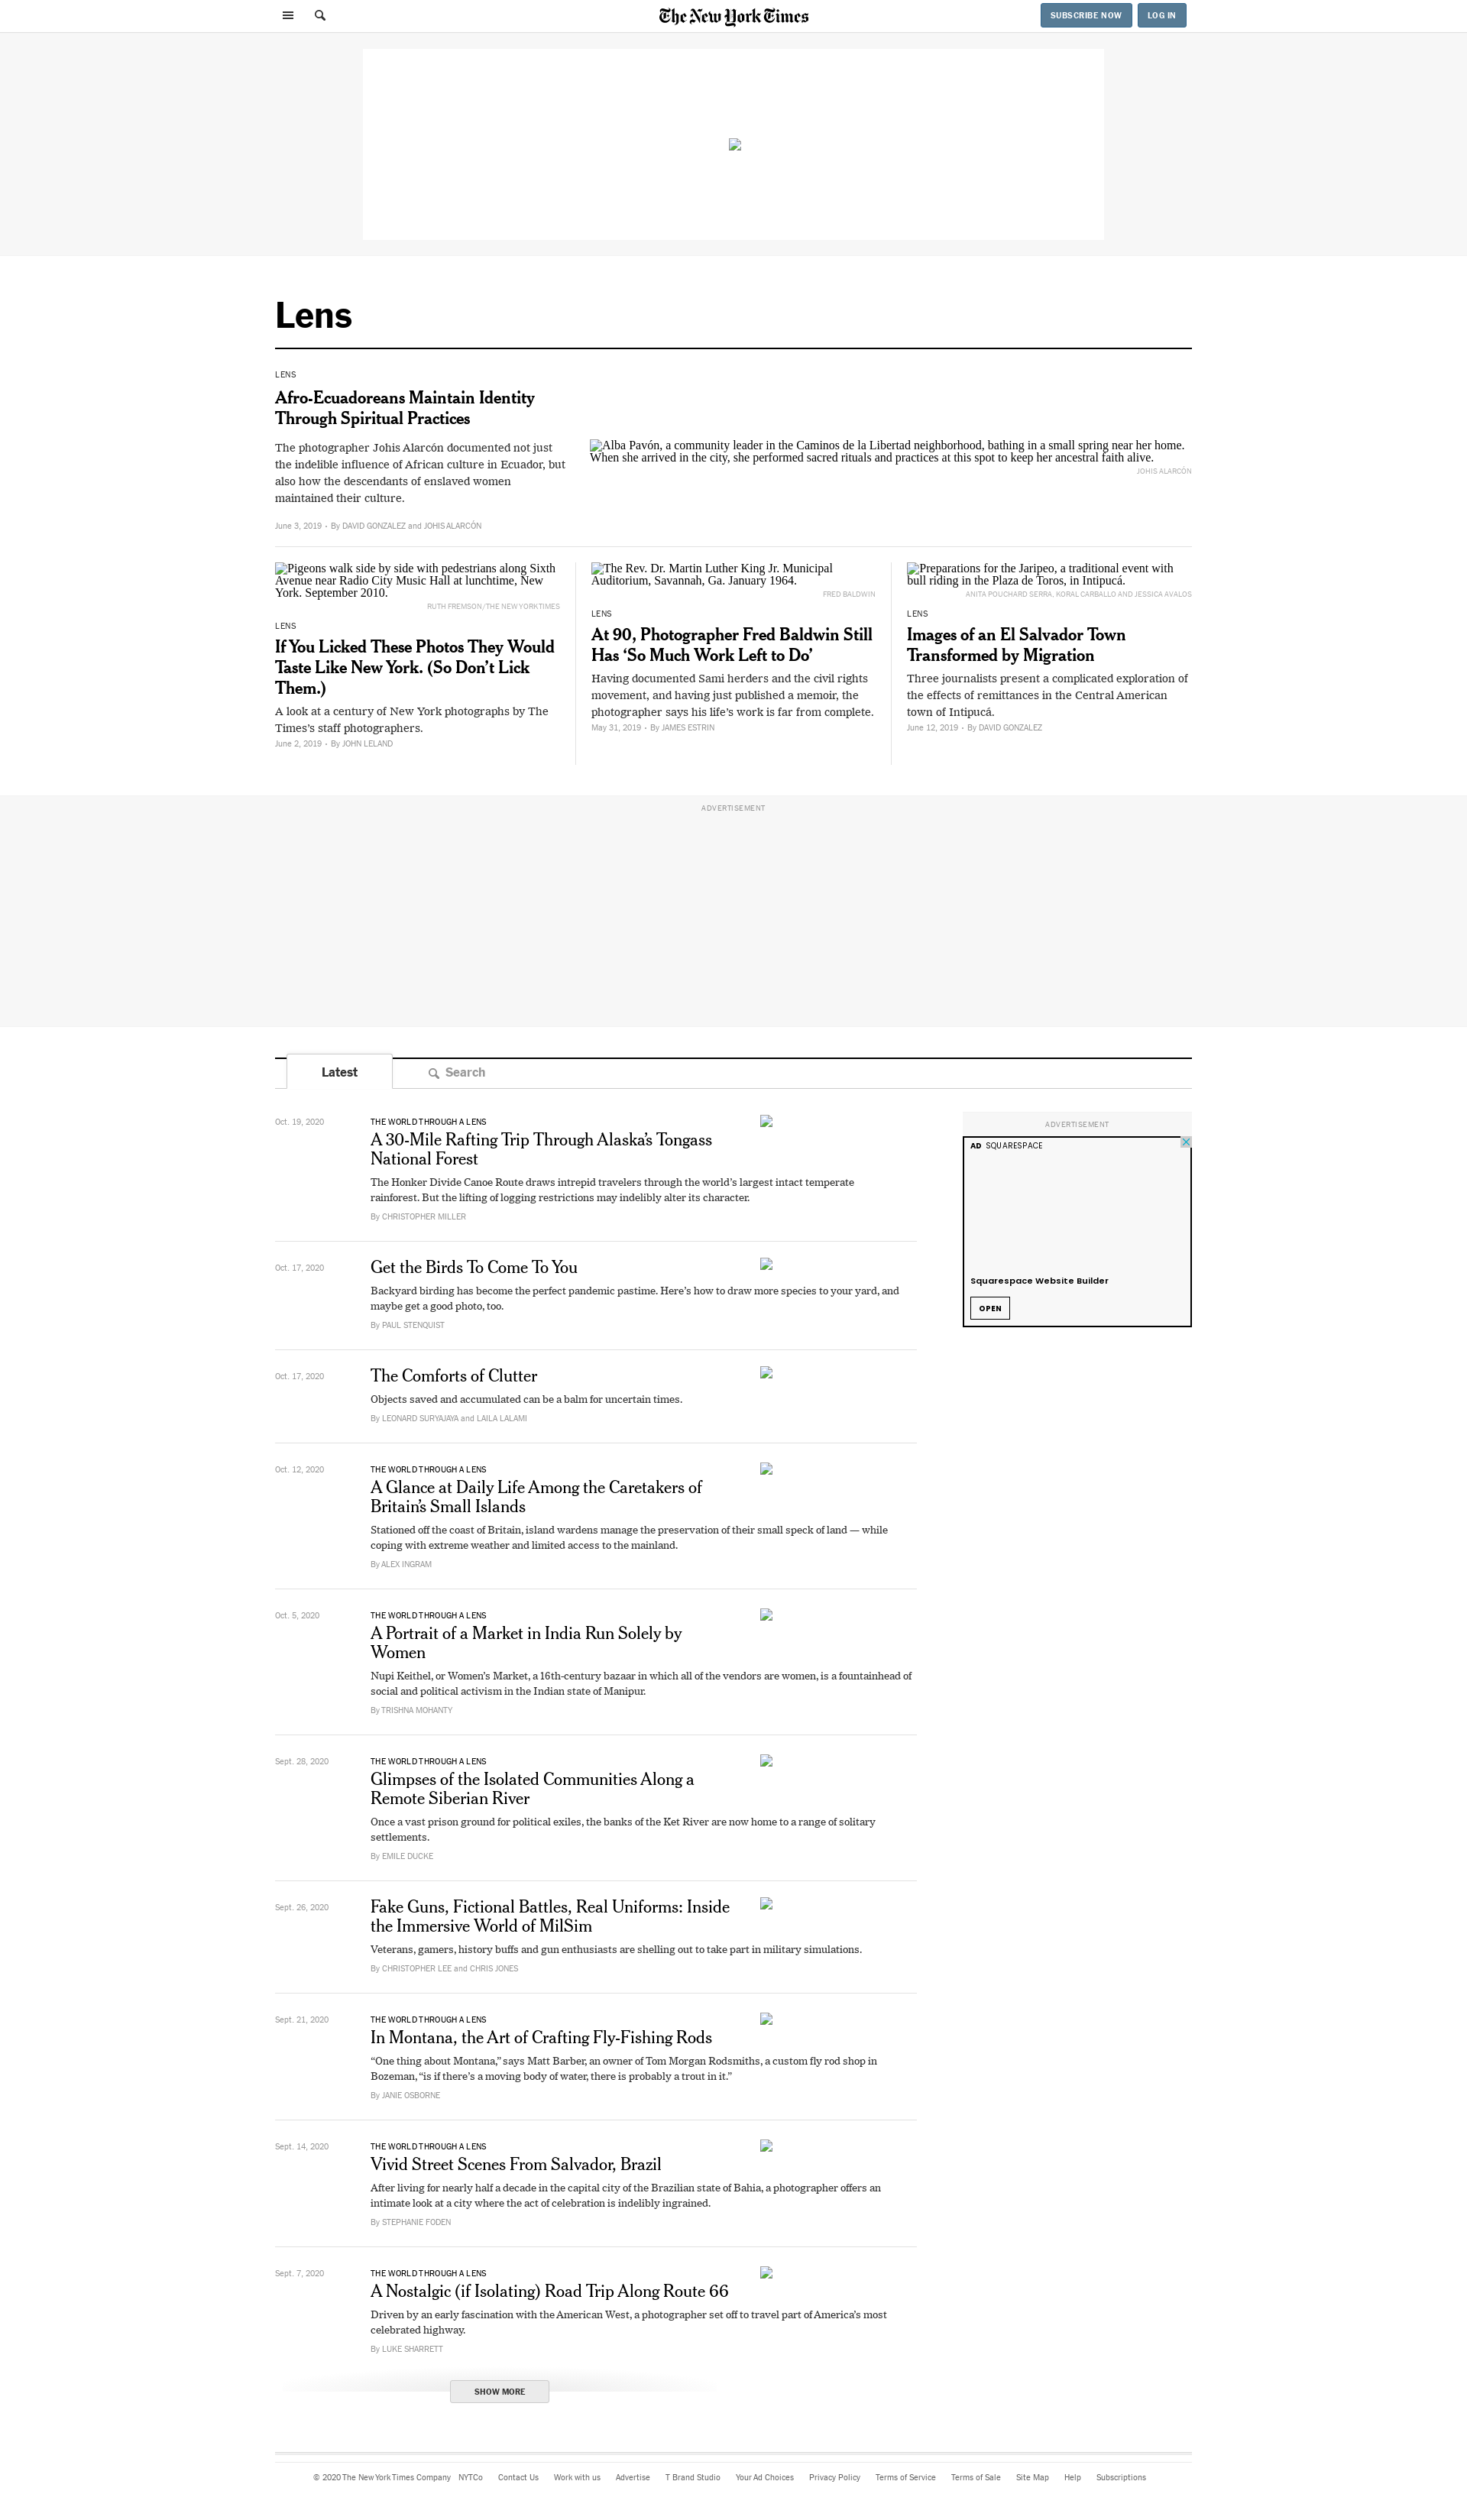 The New York Times
SUBSCRIBE NOW
LOG IN
Lens
LENS
Afro-Ecuadoreans Maintain Identity
Through Spiritual Practices
The photographer Johis Alarcón documented not just
the indelible influence of African culture in Ecuador, but
also how the descendants of enslaved women
maintained their culture.
June 3, 2019 • By DAVID GONZALEZ and JOHIS ALARCÓN
Alba Pavón, a community leader in the Caminos de la Libertad neighborhood, bathing in a small spring near her home.
When she arrived in the city, she performed sacred rituals and practices at this spot to keep her ancestral faith alive.
JOHIS ALARCÓN
Pigeons walk side by side with pedestrians along Sixth
Avenue near Radio City Music Hall at lunchtime, New
York. September 2010.
RUTH FREMSON/THE NEW YORK TIMES
LENS
If You Licked These Photos They Would
Taste Like New York. (So Don’t Lick
Them.)
A look at a century of New York photographs by The
Times’s staff photographers.
June 2, 2019 • By JOHN LELAND
The Rev. Dr. Martin Luther King Jr. Municipal
Auditorium, Savannah, Ga. January 1964.
FRED BALDWIN
LENS
At 90, Photographer Fred Baldwin Still
Has ‘So Much Work Left to Do’
Having documented Sami herders and the civil rights
movement, and having just published a memoir, the
photographer says his life’s work is far from complete.
May 31, 2019 • By JAMES ESTRIN
Preparations for the Jaripeo, a traditional event with
bull riding in the Plaza de Toros, in Intipucá.
ANITA POUCHARD SERRA, KORAL CARBALLO AND JESSICA AVALOS
LENS
Images of an El Salvador Town
Transformed by Migration
Three journalists present a complicated exploration of
the effects of remittances in the Central American
town of Intipucá.
June 12, 2019 • By DAVID GONZALEZ
ADVERTISEMENT
Latest
Search
Oct. 19, 2020
THE WORLD THROUGH A LENS
A 30-Mile Rafting Trip Through Alaska’s Tongass
National Forest
The Honker Divide Canoe Route draws intrepid travelers through the world’s largest intact temperate
rainforest. But the lifting of logging restrictions may indelibly alter its character.
By CHRISTOPHER MILLER
ADVERTISEMENT
AD SQUARESPACE
Squarespace Website Builder
OPEN
Oct. 17, 2020
Get the Birds To Come To You
Backyard birding has become the perfect pandemic pastime. Here’s how to draw more species to your yard, and
maybe get a good photo, too.
By PAUL STENQUIST
Oct. 17, 2020
The Comforts of Clutter
Objects saved and accumulated can be a balm for uncertain times.
By LEONARD SURYAJAYA and LAILA LALAMI
Oct. 12, 2020
THE WORLD THROUGH A LENS
A Glance at Daily Life Among the Caretakers of
Britain’s Small Islands
Stationed off the coast of Britain, island wardens manage the preservation of their small speck of land — while
coping with extreme weather and limited access to the mainland.
By ALEX INGRAM
Oct. 5, 2020
THE WORLD THROUGH A LENS
A Portrait of a Market in India Run Solely by
Women
Nupi Keithel, or Women’s Market, a 16th-century bazaar in which all of the vendors are women, is a fountainhead of
social and political activism in the Indian state of Manipur.
By TRISHNA MOHANTY
Sept. 28, 2020
THE WORLD THROUGH A LENS
Glimpses of the Isolated Communities Along a
Remote Siberian River
Once a vast prison ground for political exiles, the banks of the Ket River are now home to a range of solitary
settlements.
By EMILE DUCKE
Sept. 26, 2020
Fake Guns, Fictional Battles, Real Uniforms: Inside
the Immersive World of MilSim
Veterans, gamers, history buffs and gun enthusiasts are shelling out to take part in military simulations.
By CHRISTOPHER LEE and CHRIS JONES
Sept. 21, 2020
THE WORLD THROUGH A LENS
In Montana, the Art of Crafting Fly-Fishing Rods
“One thing about Montana,” says Matt Barber, an owner of Tom Morgan Rodsmiths, a custom fly rod shop in
Bozeman, “is if there’s a moving body of water, there is probably a trout in it.”
By JANIE OSBORNE
Sept. 14, 2020
THE WORLD THROUGH A LENS
Vivid Street Scenes From Salvador, Brazil
After living for nearly half a decade in the capital city of the Brazilian state of Bahia, a photographer offers an
intimate look at a city where the act of celebration is indelibly ingrained.
By STEPHANIE FODEN
Sept. 7, 2020
THE WORLD THROUGH A LENS
A Nostalgic (if Isolating) Road Trip Along Route 66
Driven by an early fascination with the American West, a photographer set off to travel part of America’s most
celebrated highway.
By LUKE SHARRETT
SHOW MORE
© 2020 The New York Times Company NYTCo Contact Us Work with us Advertise T Brand Studio Your Ad Choices Privacy Policy Terms of Service Terms of Sale Site Map Help Subscriptions